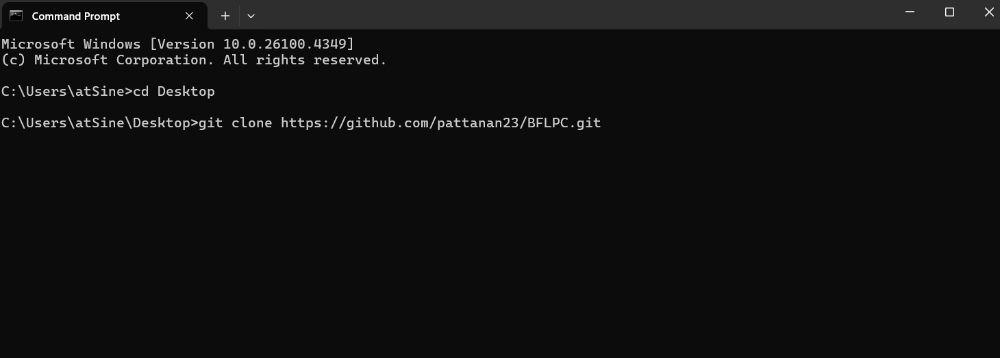 Command Prompt
Microsoft Windows [Version 10.0.26100.4349]
(c) Microsoft Corporation. All rights reserved.
C:\Users\atSine>cd Desktop
C:\Users\atSine\Desktop>git clone https://github.com/pattanan23/BFLPC.git